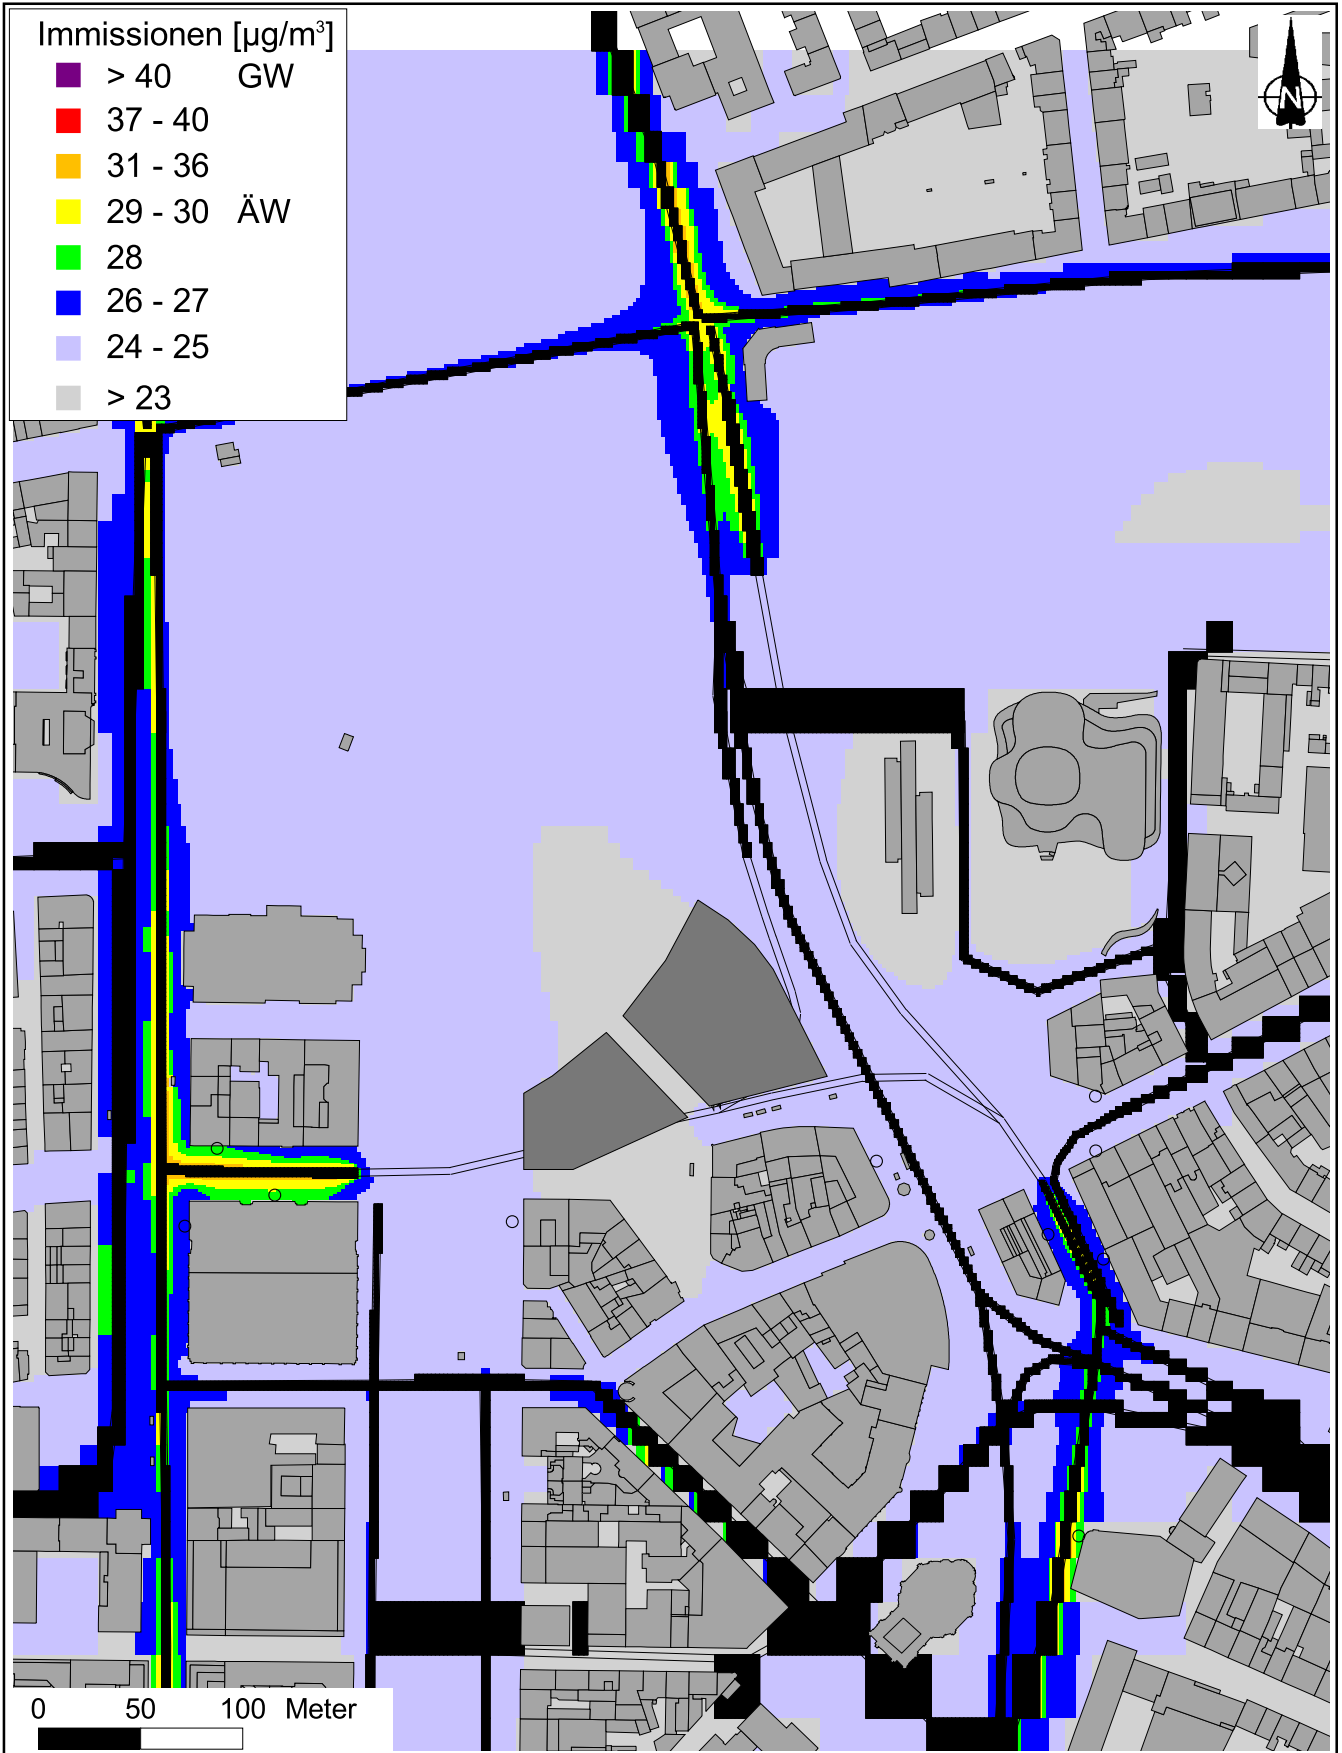 Immissionen [µg/m³]
> 40 GW
37 - 40
31 - 36
29 - 30 ÄW
28
26 - 27
24 - 25
> 23
N
0 50 100 Meter